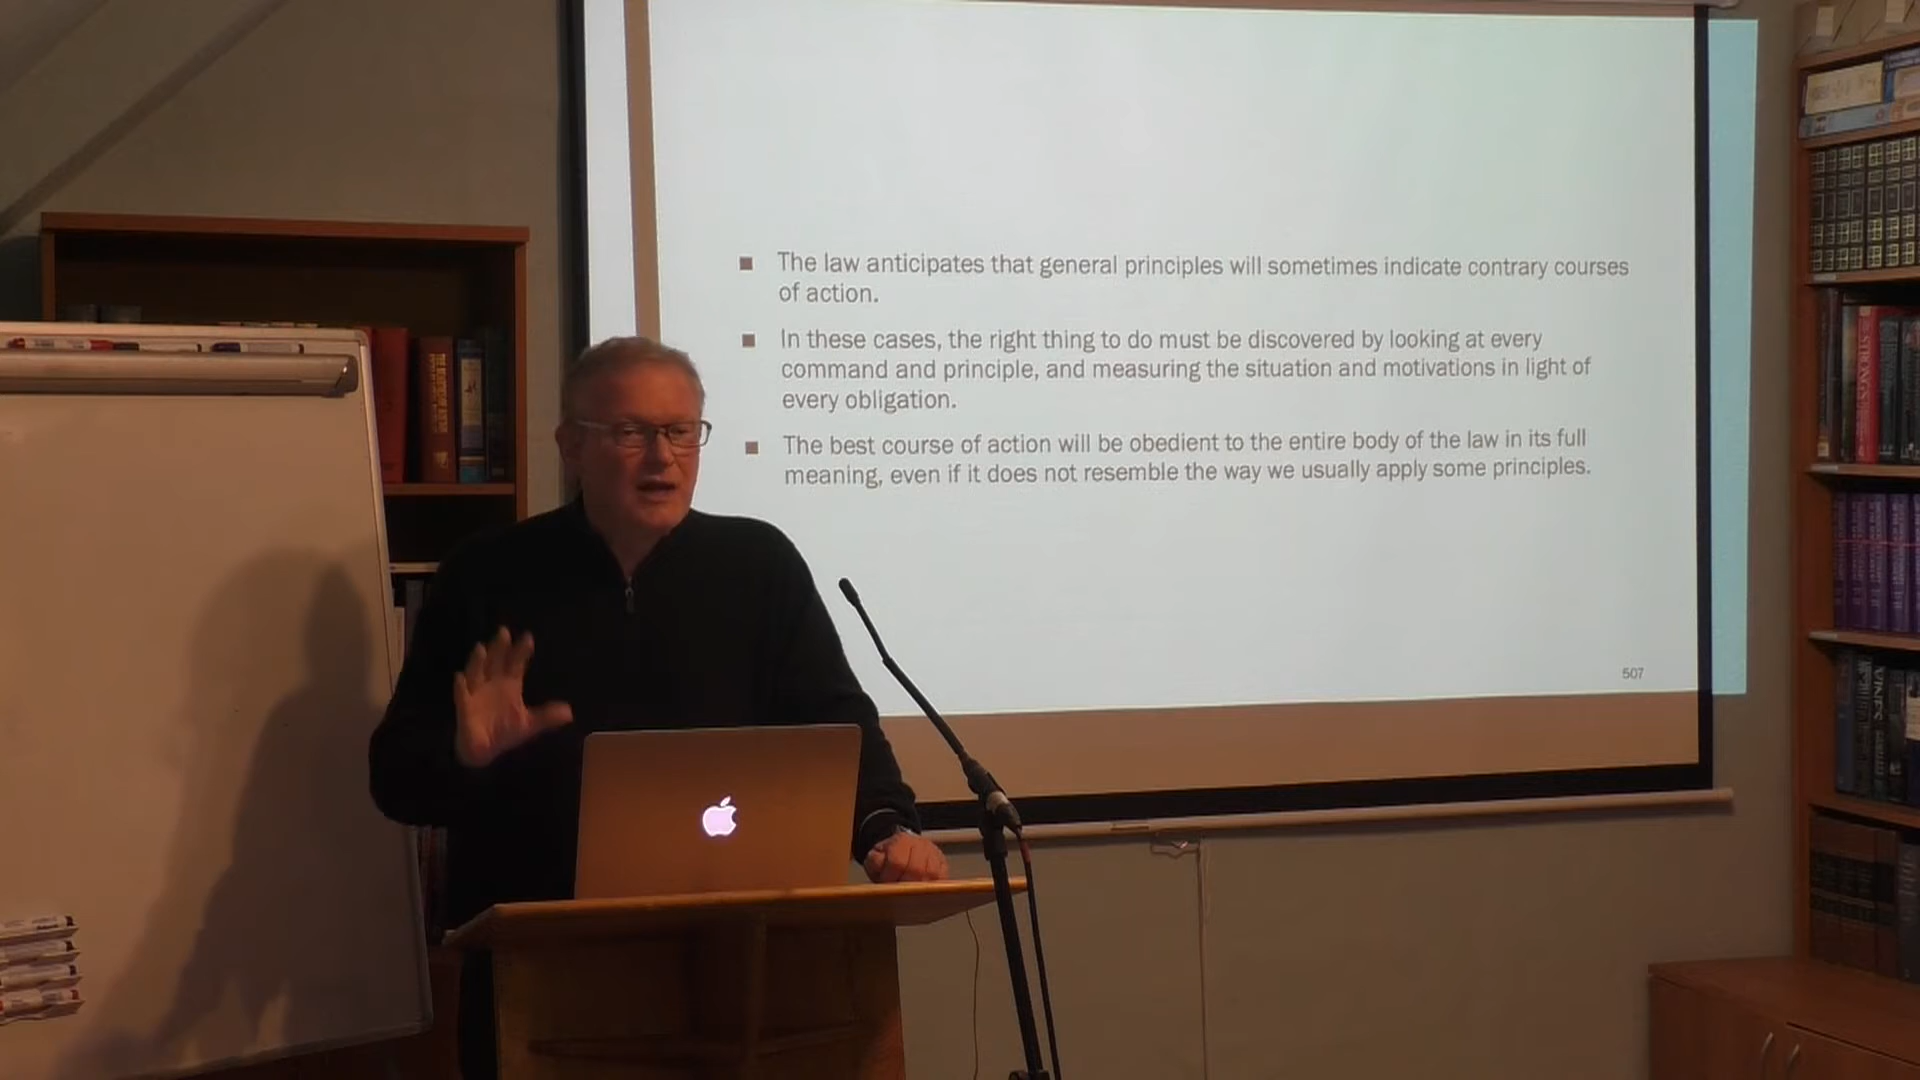 The law anticipates that general principles will sometimes indicate contrary courses
of action.
In these cases, the right thing to do must be discovered by looking at every
command and principle, and measuring the situation and motivations in light of
every obligation.
The best course of action will be obedient to the entire body of the law in its full
meaning, even if it does not resemble the way we usually apply some principles.
507
STRONG'S